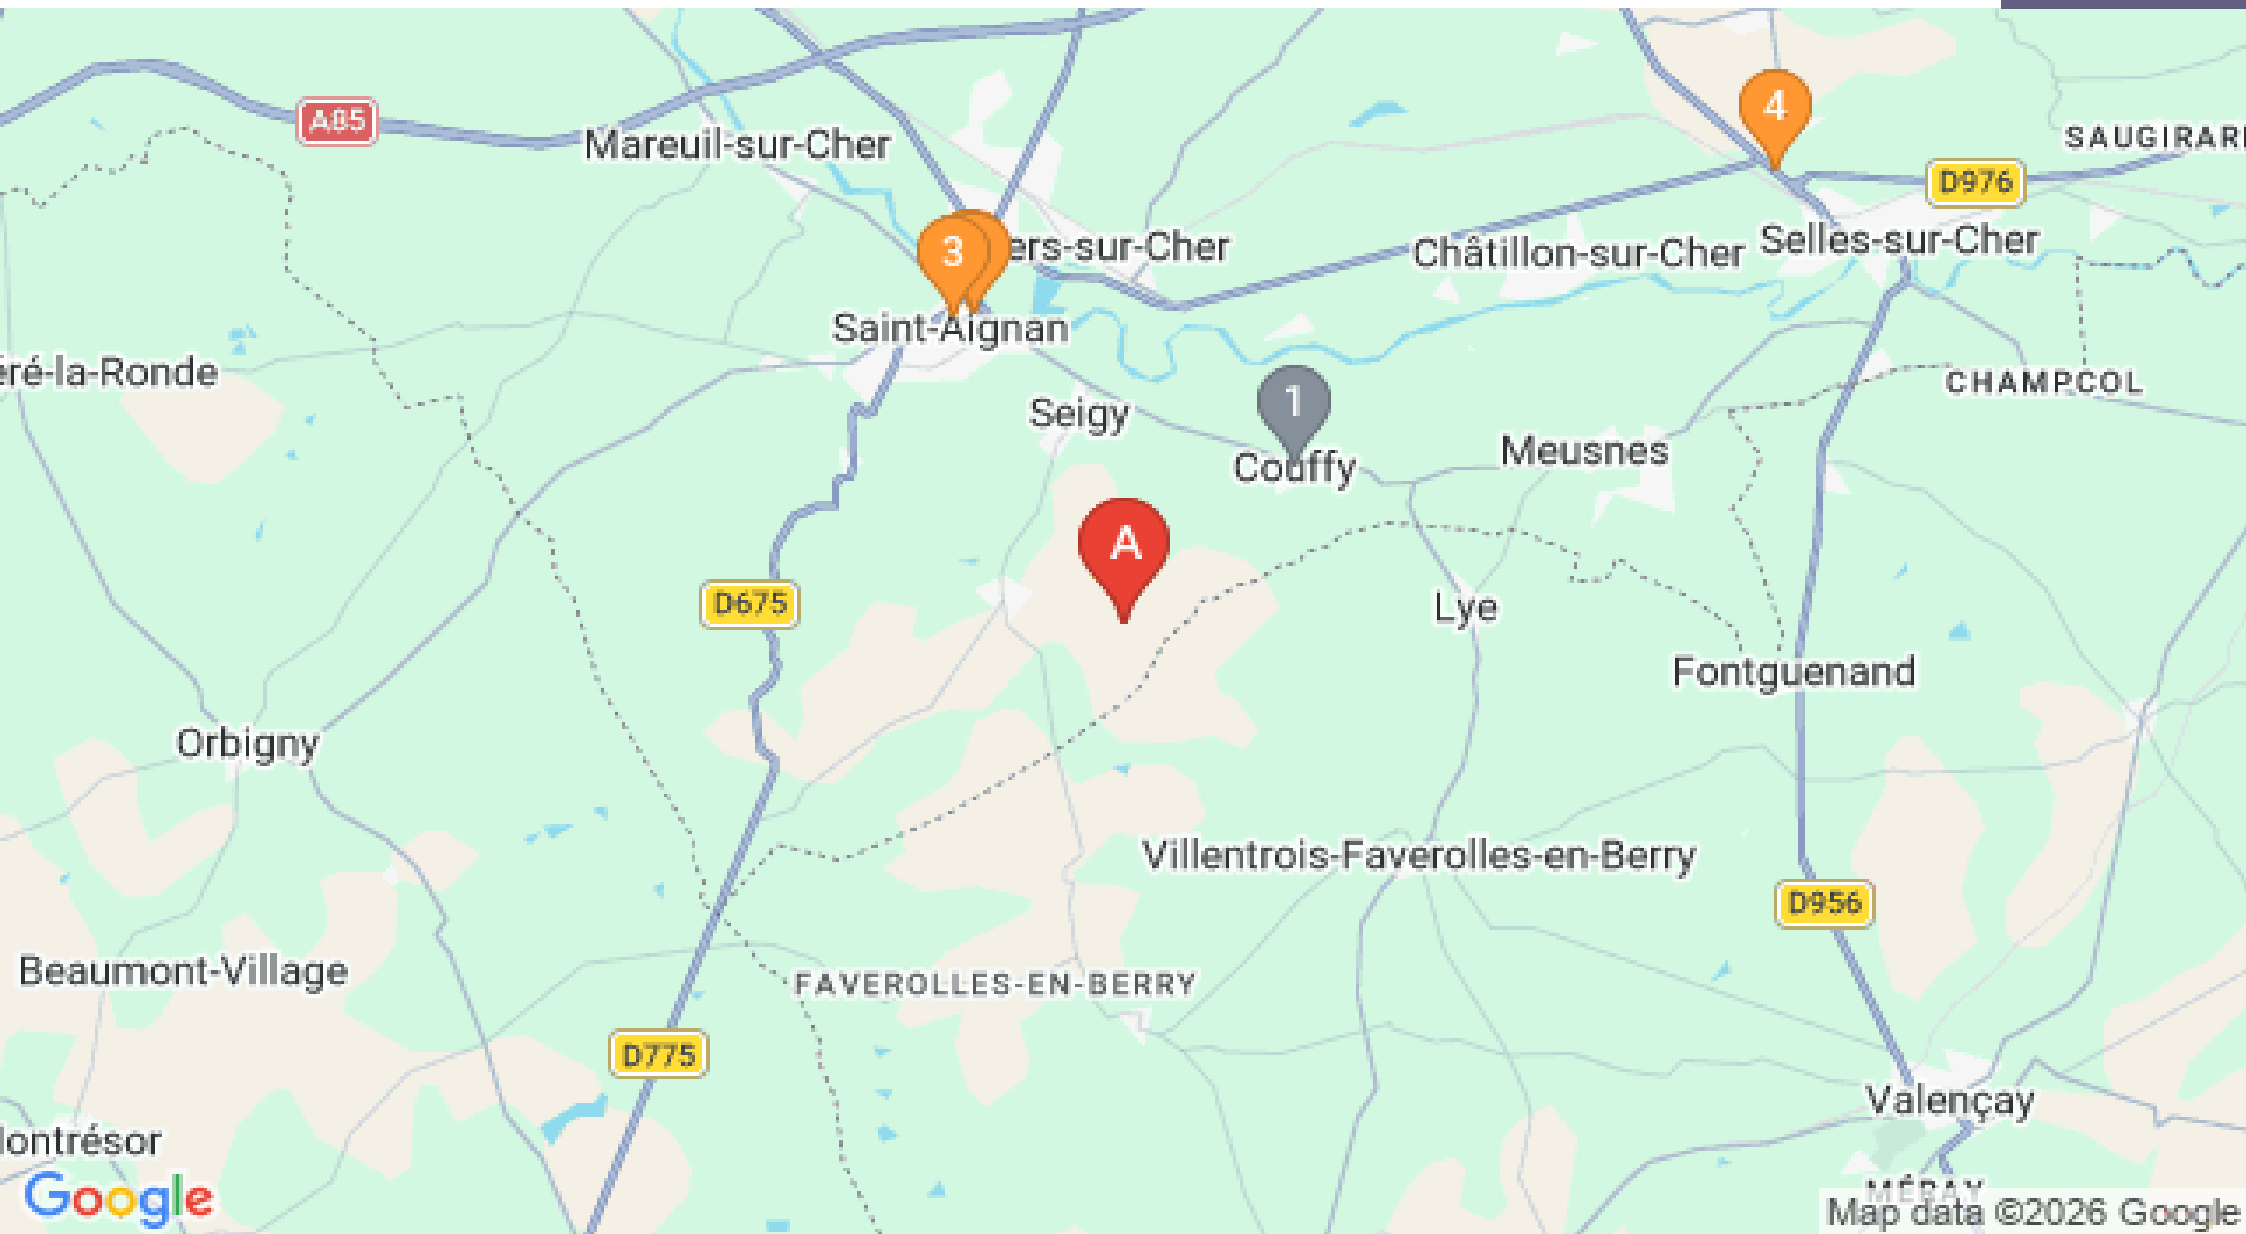 A85
Mareuil-sur-Cher
4
SAUGIRARD
D976
3
ers-sur-Cher
Châtillon-sur-Cher
Selles-sur-Cher
Saint-Aignan
éré-la-Ronde
1
CHAMPCOL
Seigy
Couffy
Meusnes
A
D675
Lye
Fontguenand
Orbigny
Villentrois-Faverolles-en-Berry
D956
Beaumont-Village
FAVEROLLES-EN-BERRY
D775
Valençay
ontrésor
MÉRAY
Google
Map data ©2026 Google